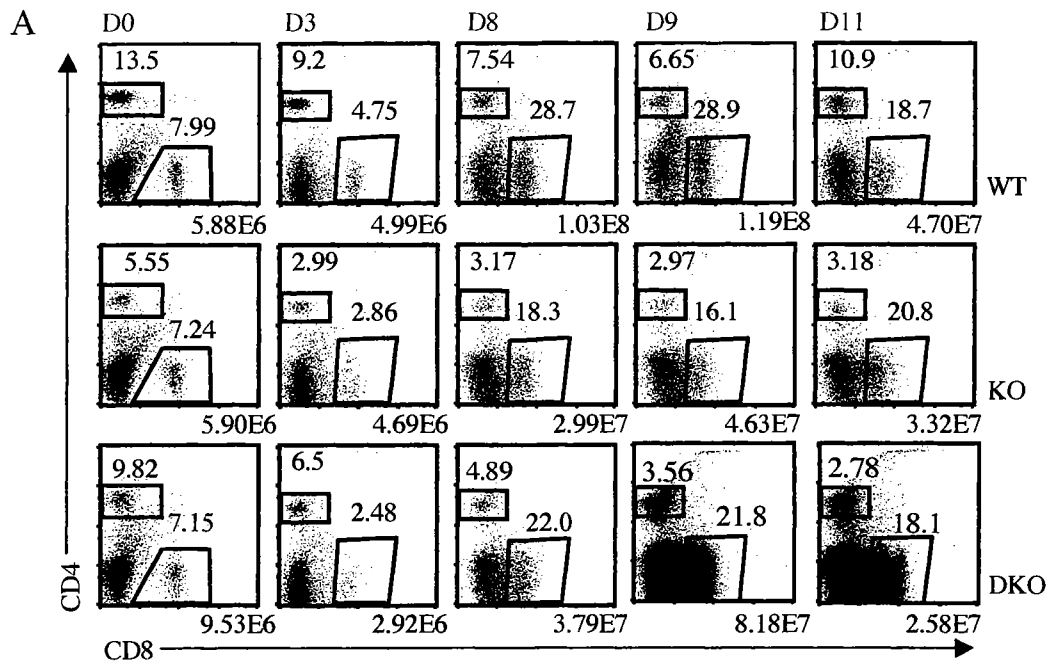 A
D0 D3 D8 D9 D11
13.5 9.2 7.54 6.65 10.9
7.99 4.75 28.7 28.9 18.7
WT
5.88E6 4.99E6 1.03E8 1.19E8 4.70E7
5.55 2.99 3.17 2.97 3.18
7.24 2.86 18.3 16.1 20.8
KO
5.90E6 4.69E6 2.99E7 4.63E7 3.32E7
9.82 6.5 4.89 3.56 2.78
7.15 2.48 22.0 21.8 18.1
DKO
9.53E6 2.92E6 3.79E7 8.18E7 2.58E7
CD4
CD8